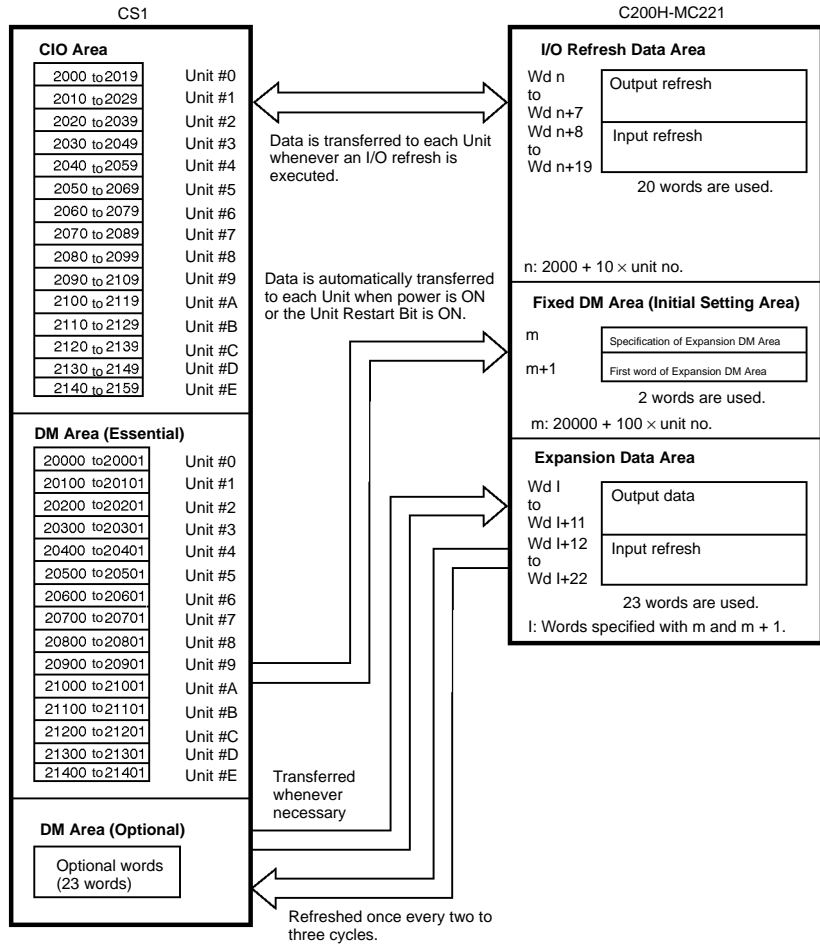 CS1
CIO Area
2000 to 2019 Unit #0
2010 to 2029 Unit #1
2020 to 2039 Unit #2
2030 to 2049 Unit #3
2040 to 2059 Unit #4
2050 to 2069 Unit #5
2060 to 2079 Unit #6
2070 to 2089 Unit #7
2080 to 2099 Unit #8
2090 to 2109 Unit #9
2100 to 2119 Unit #A
2110 to 2129 Unit #B
2120 to 2139 Unit #C
2130 to 2149 Unit #D
2140 to 2159 Unit #E
DM Area (Essential)
20000 to 20001 Unit #0
20100 to 20101 Unit #1
20200 to 20201 Unit #2
20300 to 20301 Unit #3
20400 to 20401 Unit #4
20500 to 20501 Unit #5
20600 to 20601 Unit #6
20700 to 20701 Unit #7
20800 to 20801 Unit #8
20900 to 20901 Unit #9
21000 to 21001 Unit #A
21100 to 21101 Unit #B
21200 to 21201 Unit #C
21300 to 21301 Unit #D
21400 to 21401 Unit #E
DM Area (Optional)
Optional words
(23 words)
Data is transferred to each Unit
whenever an I/O refresh is
executed.
Data is automatically transferred
to each Unit when power is ON
or the Unit Restart Bit is ON.
Transferred
whenever
necessary
Refreshed once every two to
three cycles.
C200H-MC221
I/O Refresh Data Area
Wd n
to
Wd n+7
Output refresh
Wd n+8
to
Wd n+19
Input refresh
20 words are used.
n: 2000 + 10 × unit no.
Fixed DM Area (Initial Setting Area)
m Specification of Expansion DM Area
m+1 First word of Expansion DM Area
2 words are used.
m: 20000 + 100 × unit no.
Expansion Data Area
Wd l
to
Wd l+11
Output data
Wd l+12
to
Wd l+22
Input refresh
23 words are used.
l: Words specified with m and m + 1.